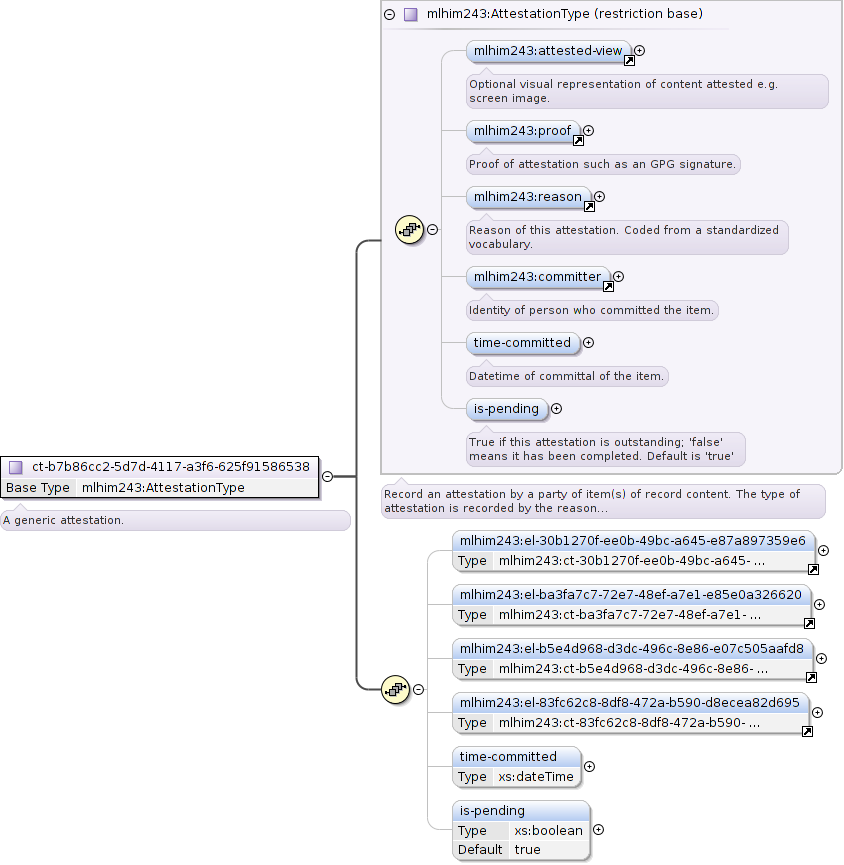 mlhim243:AttestationType (restriction base)
mlhim243:attested-view
Optional visual representation of content attested e.g.
screen image.
mlhim243:proof
Proof of attestation such as an GPG signature.
mlhim243:reason
Reason of this attestation. Coded from a standardized
vocabulary.
mlhim243:committer
Identity of person who committed the item.
time-committed
Datetime of committal of the item.
is-pending
True if this attestation is outstanding; 'false'
means it has been completed. Default is 'true'
ct-b7b86cc2-5d7d-4117-a3f6-625f91586538
Base Type mlhim243:AttestationType
A generic attestation.
Record an attestation by a party of item(s) of record content. The type of
attestation is recorded by the reason...
mlhim243:el-30b1270f-ee0b-49bc-a645-e87a897359e6
Type mlhim243:ct-30b1270f-ee0b-49bc-a645- ...
mlhim243:el-ba3fa7c7-72e7-48ef-a7e1-e85e0a326620
Type mlhim243:ct-ba3fa7c7-72e7-48ef-a7e1- ...
mlhim243:el-b5e4d968-d3dc-496c-8e86-e07c505aafd8
Type mlhim243:ct-b5e4d968-d3dc-496c-8e86- ...
mlhim243:el-83fc62c8-8df8-472a-b590-d8ecea82d695
Type mlhim243:ct-83fc62c8-8df8-472a-b590- ...
time-committed
Type xs:dateTime
is-pending
Type xs:boolean
Default true